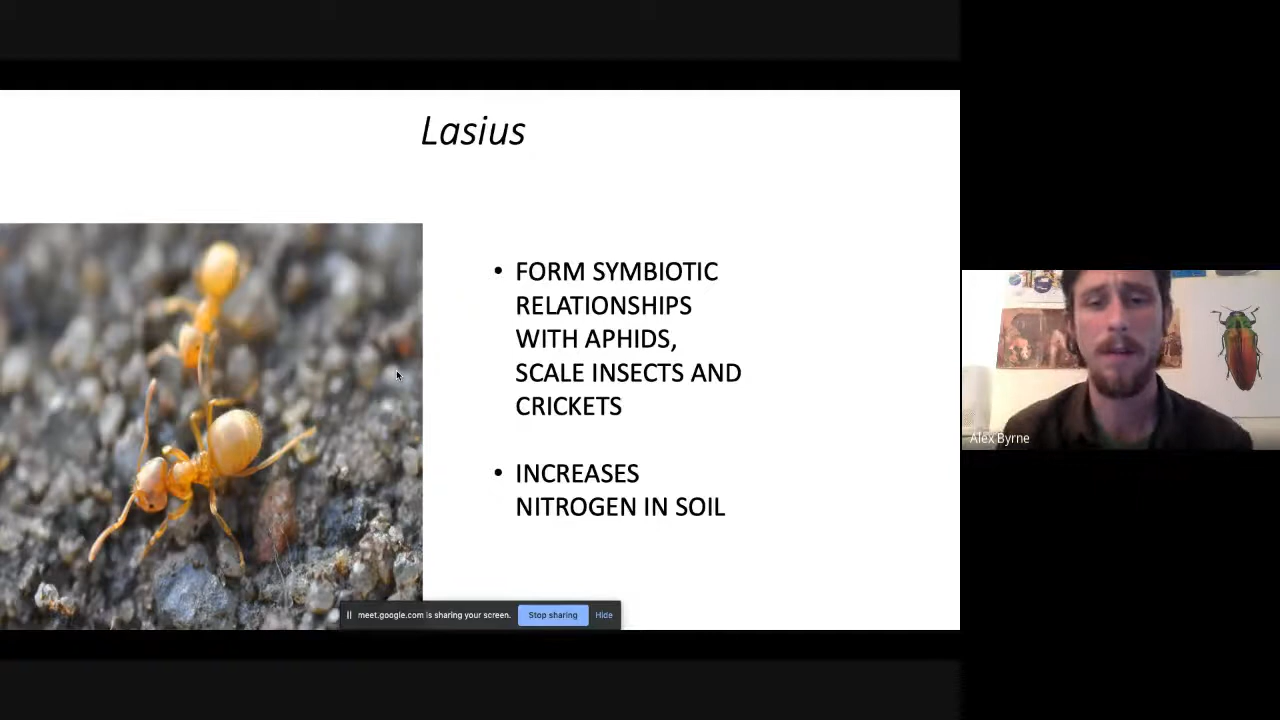 Lasius
• FORM SYMBIOTIC
RELATIONSHIPS
WITH APHIDS,
SCALE INSECTS AND
CRICKETS
• INCREASES
NITROGEN IN SOIL
meet.google.com is sharing your screen. Stop sharing Hide
Alex Byrne